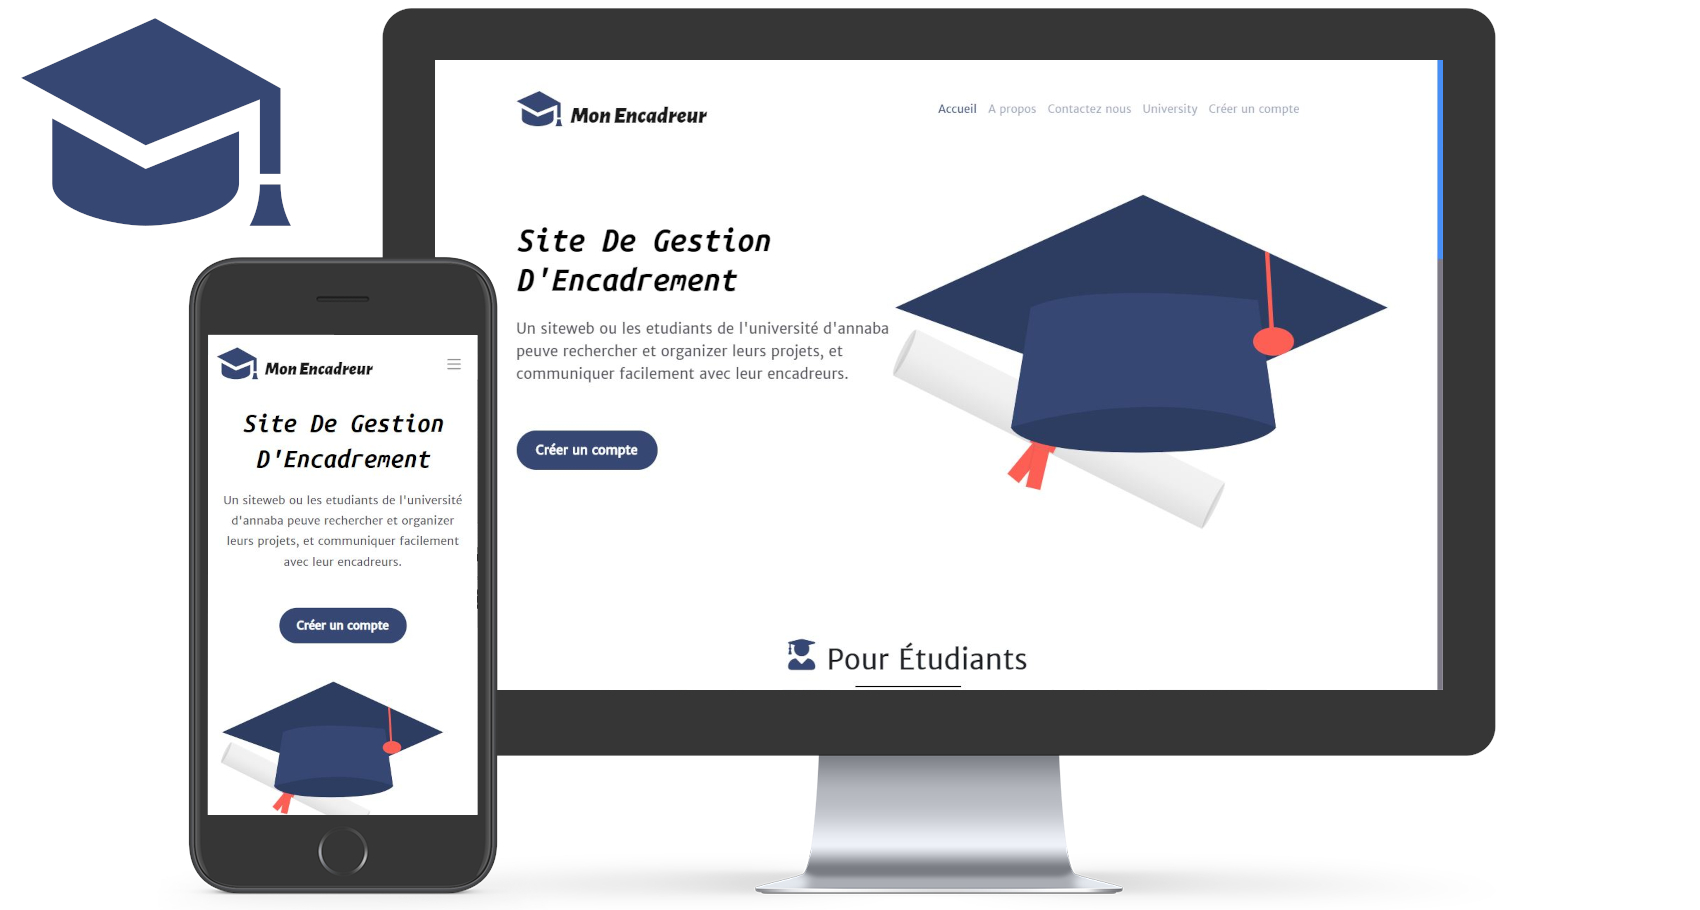 Mon Encadreur
Accueil A propos Contactez nous University Créer un compte
Site De Gestion
D'Encadrement
Un siteweb ou les etudiants de l'université d'annaba
peuve rechercher et organizer leurs projets, et
communiquer facilement avec leur encadreurs.
Créer un compte
Pour Étudiants
Mon Encadreur
Site De Gestion
D'Encadrement
Un siteweb ou les etudiants de l'université
d'annaba peuve rechercher et organizer
leurs projets, et communiquer facilement
avec leur encadreurs.
Créer un compte